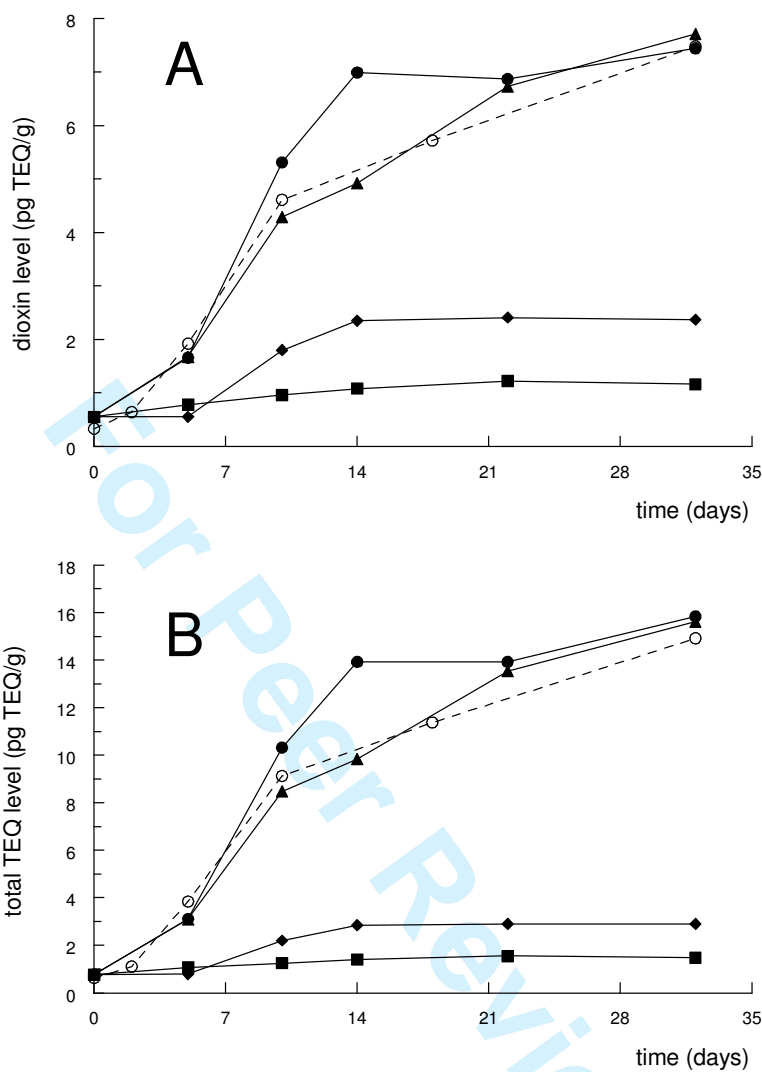 8
A
6
dioxin level (pg TEQ/g)
4
2
0
0 7 14 21 28 35
time (days)
18
16
B
14
12
total TEQ level (pg TEQ/g)
10
8
6
4
2
0
0 7 14 21 28 35
time (days)
For Peer Revie